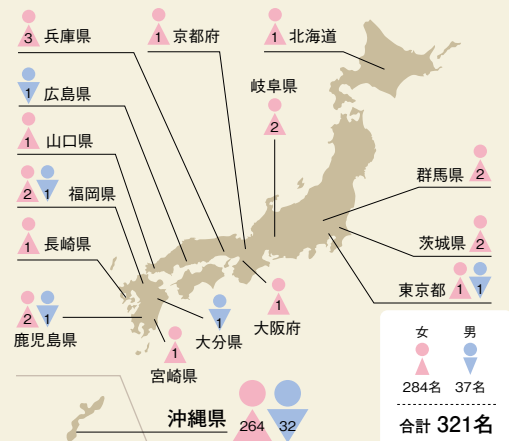 3 兵庫県
1 京都府
1 北海道
1 広島県
岐阜県
2
1 山口県
2 1 福岡県
群馬県 2
1 長崎県
茨城県 2
東京都 1 1
2 1
鹿児島県
1
大分県
1
大阪府
1
宮崎県
沖縄県 264 32
女 男
284名 37名
合計 321名